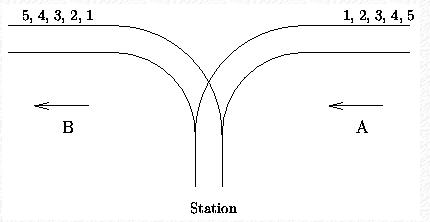 5, 4, 3, 2, 1 1, 2, 3, 4, 5
B A
Station